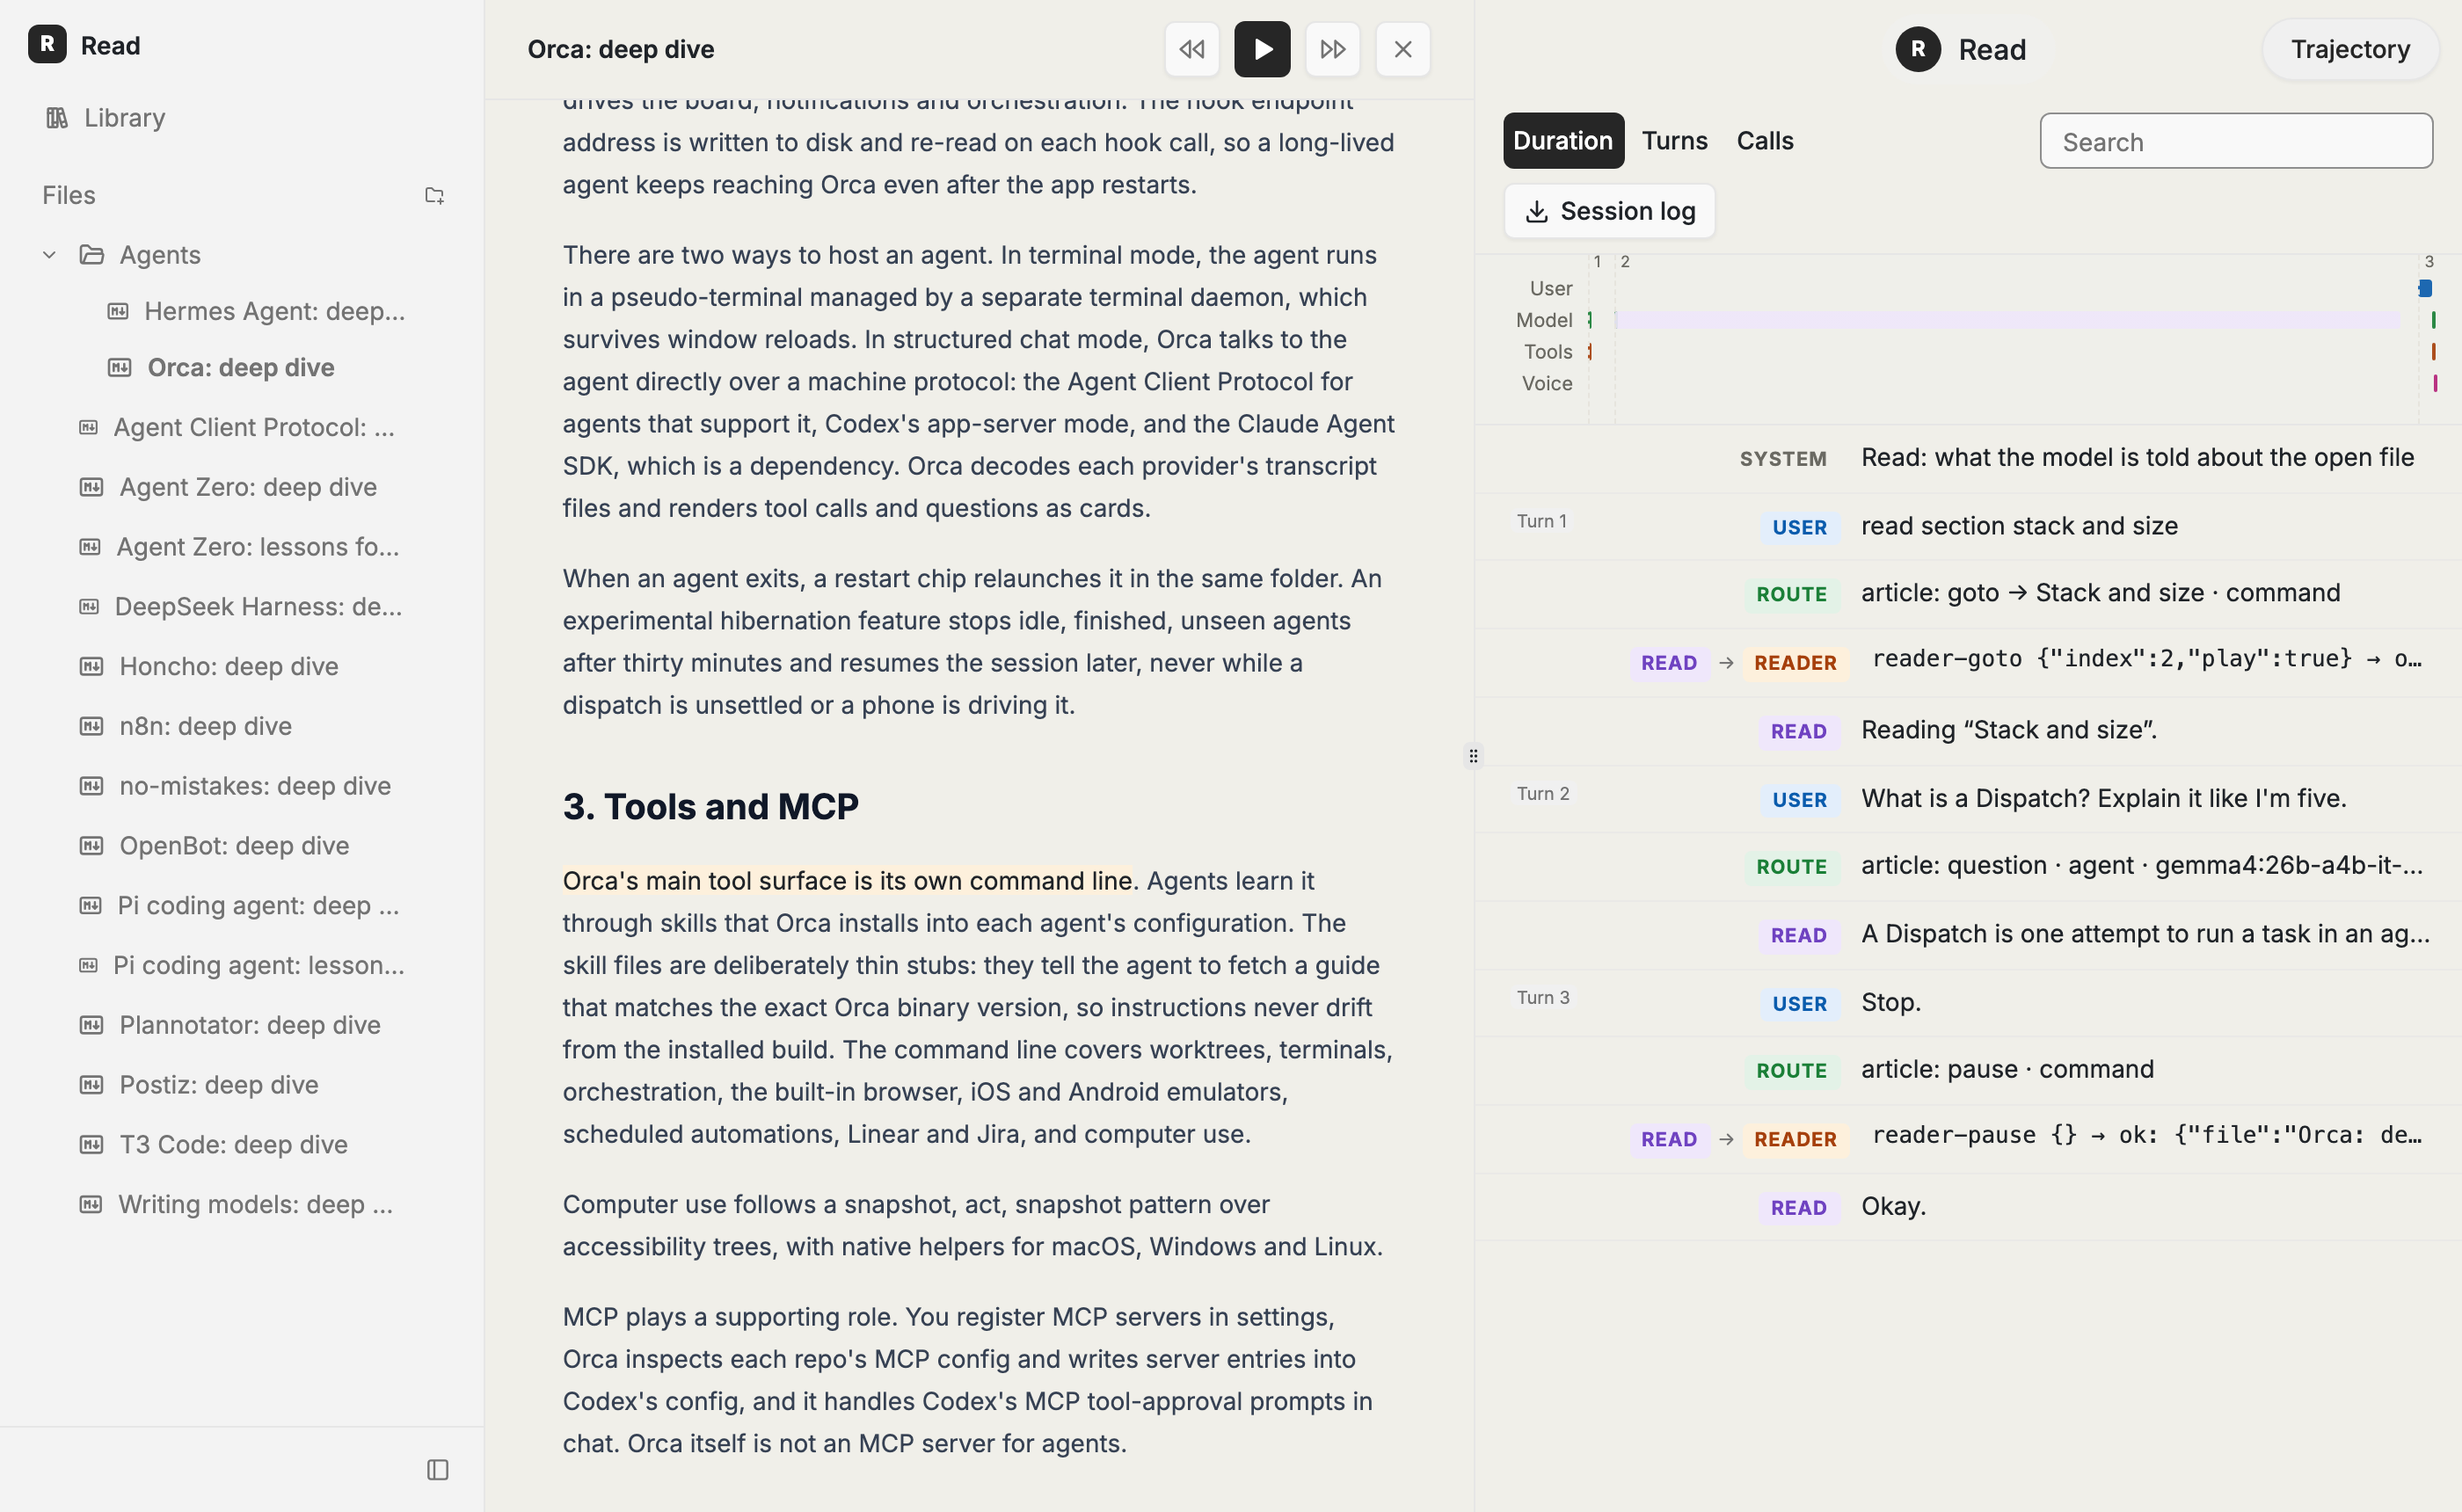 R Read
Library
Files
Agents
Hermes Agent: deep...
Orca: deep dive
Agent Client Protocol: ...
Agent Zero: deep dive
Agent Zero: lessons fo...
DeepSeek Harness: de...
Honcho: deep dive
n8n: deep dive
no-mistakes: deep dive
OpenBot: deep dive
Pi coding agent: deep ...
Pi coding agent: lesson...
Plannotator: deep dive
Postiz: deep dive
T3 Code: deep dive
Writing models: deep ...
Orca: deep dive
drives the board, notifications and orchestration. The hook endpoint
address is written to disk and re-read on each hook call, so a long-lived
agent keeps reaching Orca even after the app restarts.
There are two ways to host an agent. In terminal mode, the agent runs
in a pseudo-terminal managed by a separate terminal daemon, which
survives window reloads. In structured chat mode, Orca talks to the
agent directly over a machine protocol: the Agent Client Protocol for
agents that support it, Codex's app-server mode, and the Claude Agent
SDK, which is a dependency. Orca decodes each provider's transcript
files and renders tool calls and questions as cards.
When an agent exits, a restart chip relaunches it in the same folder. An
experimental hibernation feature stops idle, finished, unseen agents
after thirty minutes and resumes the session later, never while a
dispatch is unsettled or a phone is driving it.
3. Tools and MCP
Orca's main tool surface is its own command line. Agents learn it
through skills that Orca installs into each agent's configuration. The
skill files are deliberately thin stubs: they tell the agent to fetch a guide
that matches the exact Orca binary version, so instructions never drift
from the installed build. The command line covers worktrees, terminals,
orchestration, the built-in browser, iOS and Android emulators,
scheduled automations, Linear and Jira, and computer use.
Computer use follows a snapshot, act, snapshot pattern over
accessibility trees, with native helpers for macOS, Windows and Linux.
MCP plays a supporting role. You register MCP servers in settings,
Orca inspects each repo's MCP config and writes server entries into
Codex's config, and it handles Codex's MCP tool-approval prompts in
chat. Orca itself is not an MCP server for agents.
R Read
Trajectory
Duration Turns Calls
Search
Session log
1 2 3
User
Model
Tools
Voice
SYSTEM Read: what the model is told about the open file
Turn 1 USER read section stack and size
ROUTE article: goto → Stack and size · command
READ → READER reader-goto {"index":2,"play":true} → o…
READ Reading “Stack and size”.
Turn 2 USER What is a Dispatch? Explain it like I'm five.
ROUTE article: question · agent · gemma4:26b-a4b-it-...
READ A Dispatch is one attempt to run a task in an ag...
Turn 3 USER Stop.
ROUTE article: pause · command
READ → READER reader-pause {} → ok: {"file":"Orca: de…
READ Okay.